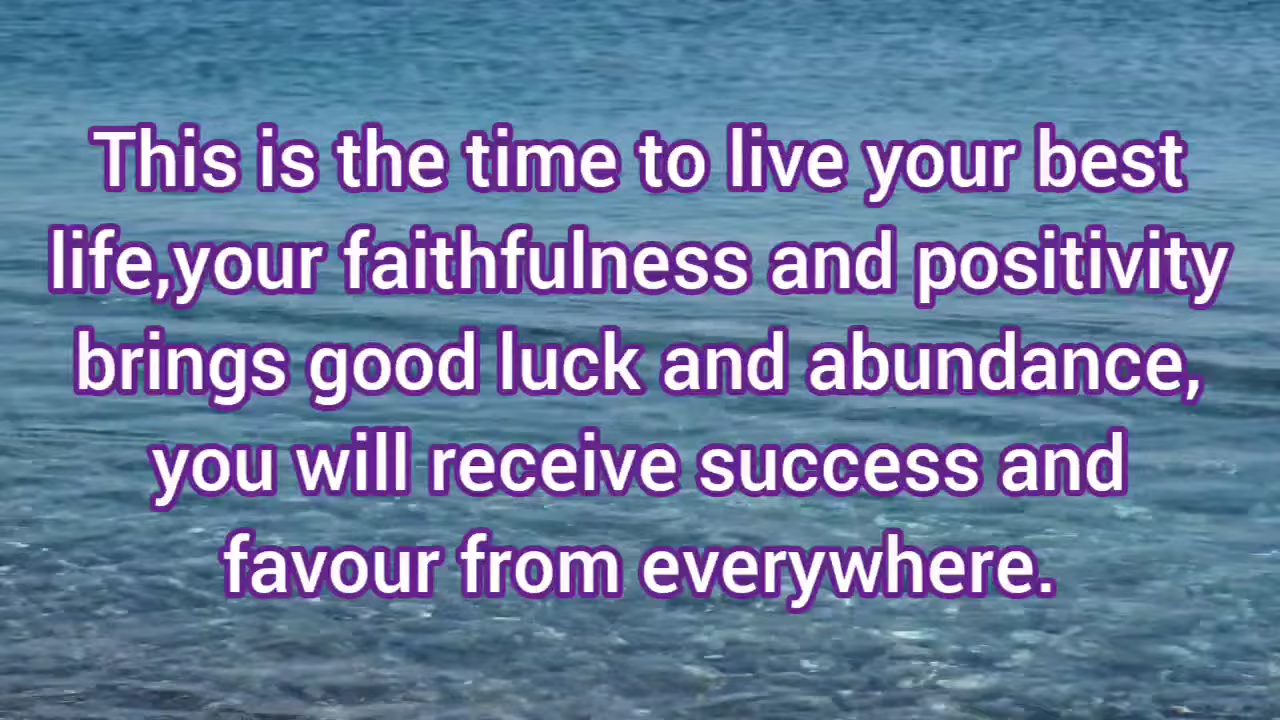 This is the time to live your best
life,your faithfulness and positivity
brings good luck and abundance,
you will receive success and
favour from everywhere.